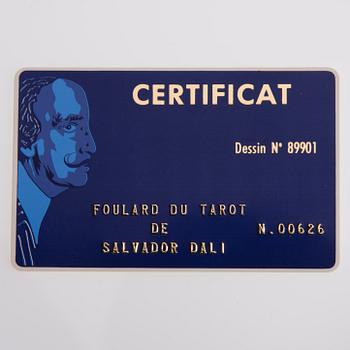 CERTIFICAT
Dessin N° 89901
FOULARD DU TAROT
DE N.00626
SALVADOR DALI